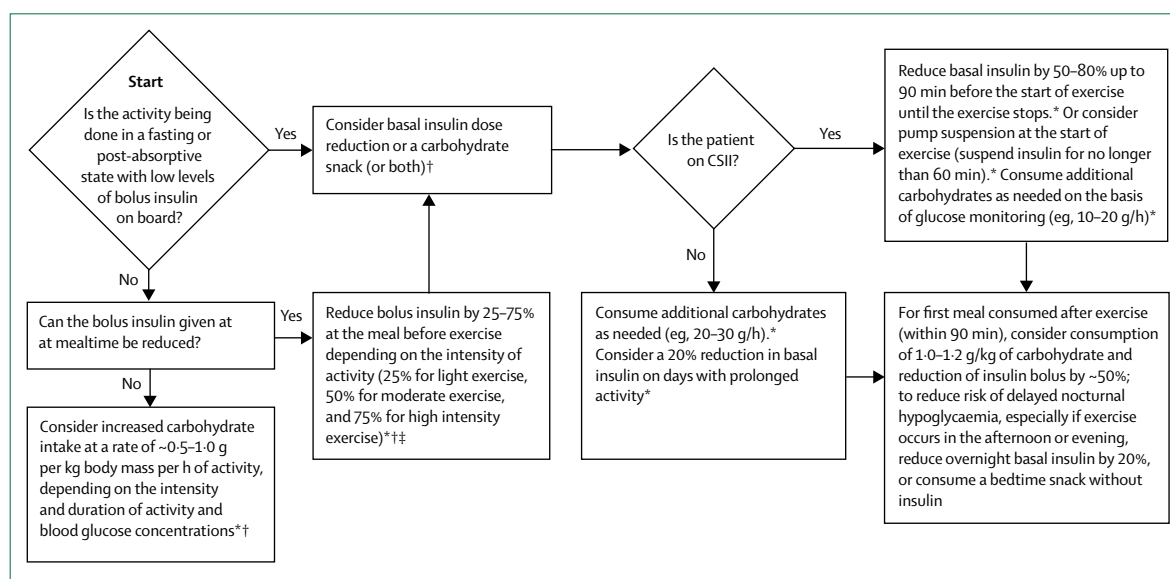 Start
Is the activity being
done in a fasting or
post-absorptive
state with low levels
of bolus insulin
on board?
Yes
Consider basal insulin dose
reduction or a carbohydrate
snack (or both)†
Is the patient
on CSII?
Yes
Reduce basal insulin by 50–80% up to
90 min before the start of exercise
until the exercise stops.* Or consider
pump suspension at the start of
exercise (suspend insulin for no longer
than 60 min).* Consume additional
carbohydrates as needed on the basis
of glucose monitoring (eg, 10–20 g/h)*
No
Can the bolus insulin given at
at mealtime be reduced?
Yes
Reduce bolus insulin by 25–75%
at the meal before exercise
depending on the intensity of
activity (25% for light exercise,
50% for moderate exercise,
and 75% for high intensity
exercise)*†‡
No
Consume additional carbohydrates
as needed (eg, 20–30 g/h).*
Consider a 20% reduction in basal
insulin on days with prolonged
activity*
For first meal consumed after exercise
(within 90 min), consider consumption
of 1·0–1·2 g/kg of carbohydrate and
reduction of insulin bolus by ~50%;
to reduce risk of delayed nocturnal
hypoglycaemia, especially if exercise
occurs in the afternoon or evening,
reduce overnight basal insulin by 20%,
or consume a bedtime snack without
insulin
No
Consider increased carbohydrate
intake at a rate of ~0·5–1·0 g
per kg body mass per h of activity,
depending on the intensity
and duration of activity and
blood glucose concentrations*†